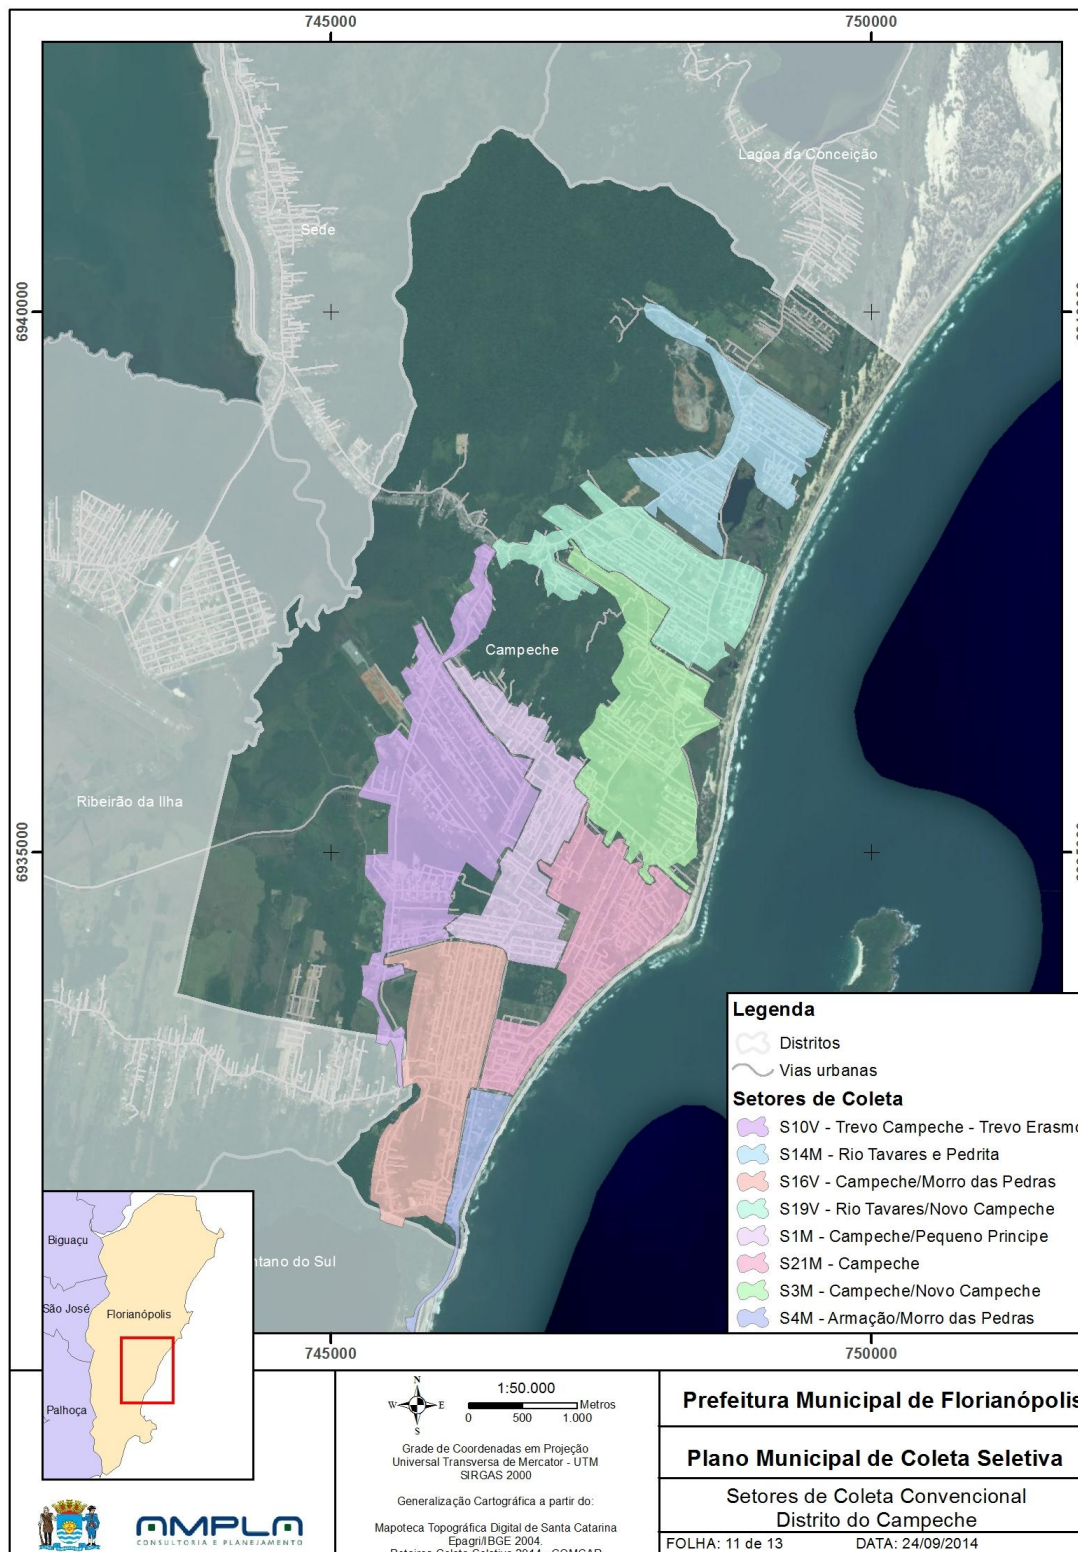 745000
750000
Lagoa da Conceição
Sede
6940000
Campeche
Ribeirão da Ilha
6935000
Legenda
Distritos
Vias urbanas
Setores de Coleta
S10V - Trevo Campeche - Trevo Erasmo
S14M - Rio Tavares e Pedrita
S16V - Campeche/Morro das Pedras
S19V - Rio Tavares/Novo Campeche
S1M - Campeche/Pequeno Principe
S21M - Campeche
S3M - Campeche/Novo Campeche
S4M - Armação/Morro das Pedras
ntano do Sul
Biguaçu
São José
Florianópolis
Palhoça
745000
750000
N
W
E
S
1:50.000
Metros
0 500 1.000
Grade de Coordenadas em Projeção
Universal Transversa de Mercator - UTM
SIRGAS 2000
Generalização Cartográfica a partir do:
Mapoteca Topográfica Digital de Santa Catarina
Epagri/IBGE 2004.
Prefeitura Municipal de Florianópolis
Plano Municipal de Coleta Seletiva
Setores de Coleta Convencional
Distrito do Campeche
FOLHA: 11 de 13
DATA: 24/09/2014
AMPLA
CONSULTORIA E PLANEJAMENTO